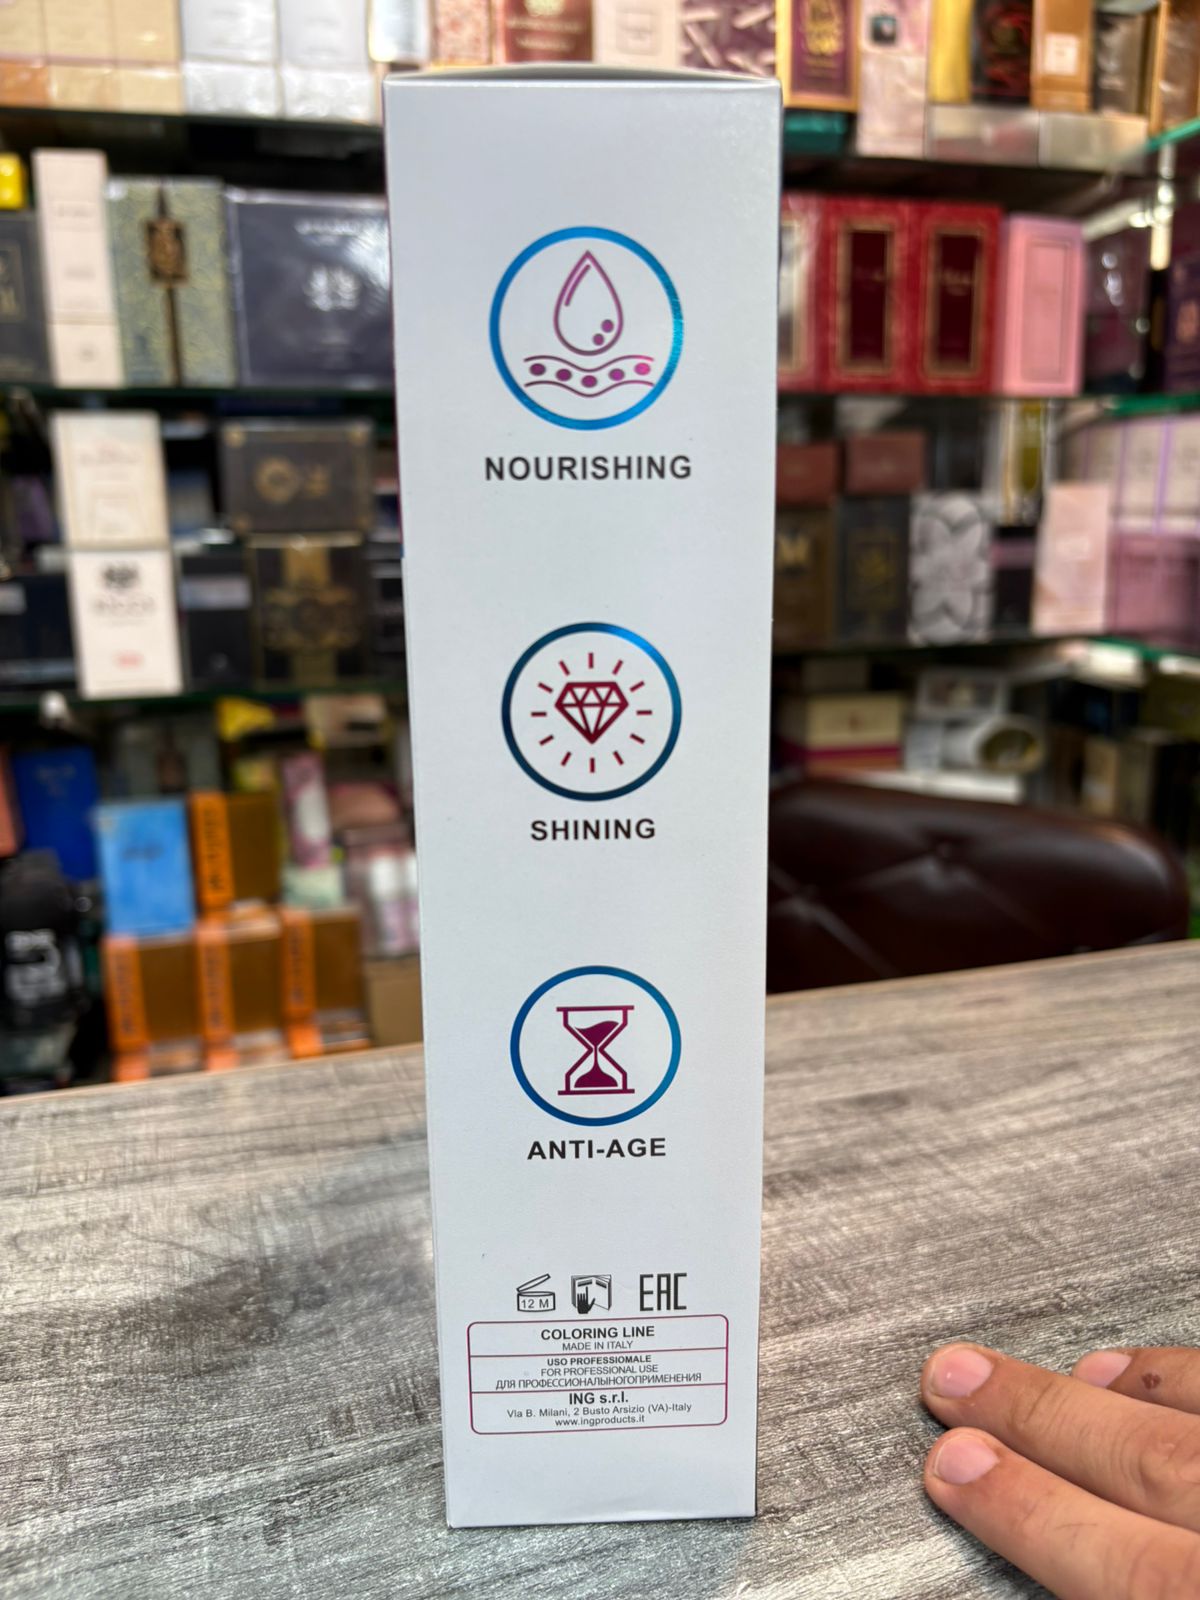 NOURISHING
SHINING
ANTI-AGE
12 M
EAC
COLORING LINE
MADE IN ITALY
USO PROFESSIOMALE
FOR PROFESSIONAL USE
ДЛЯ ПРОФЕССИОНАЛЬНОГОПРИМЕНЕНИЯ
ING s.r.l.
Via B. Milani, 2 Busto Arsizio (VA)-Italy
www.ingproducts.it